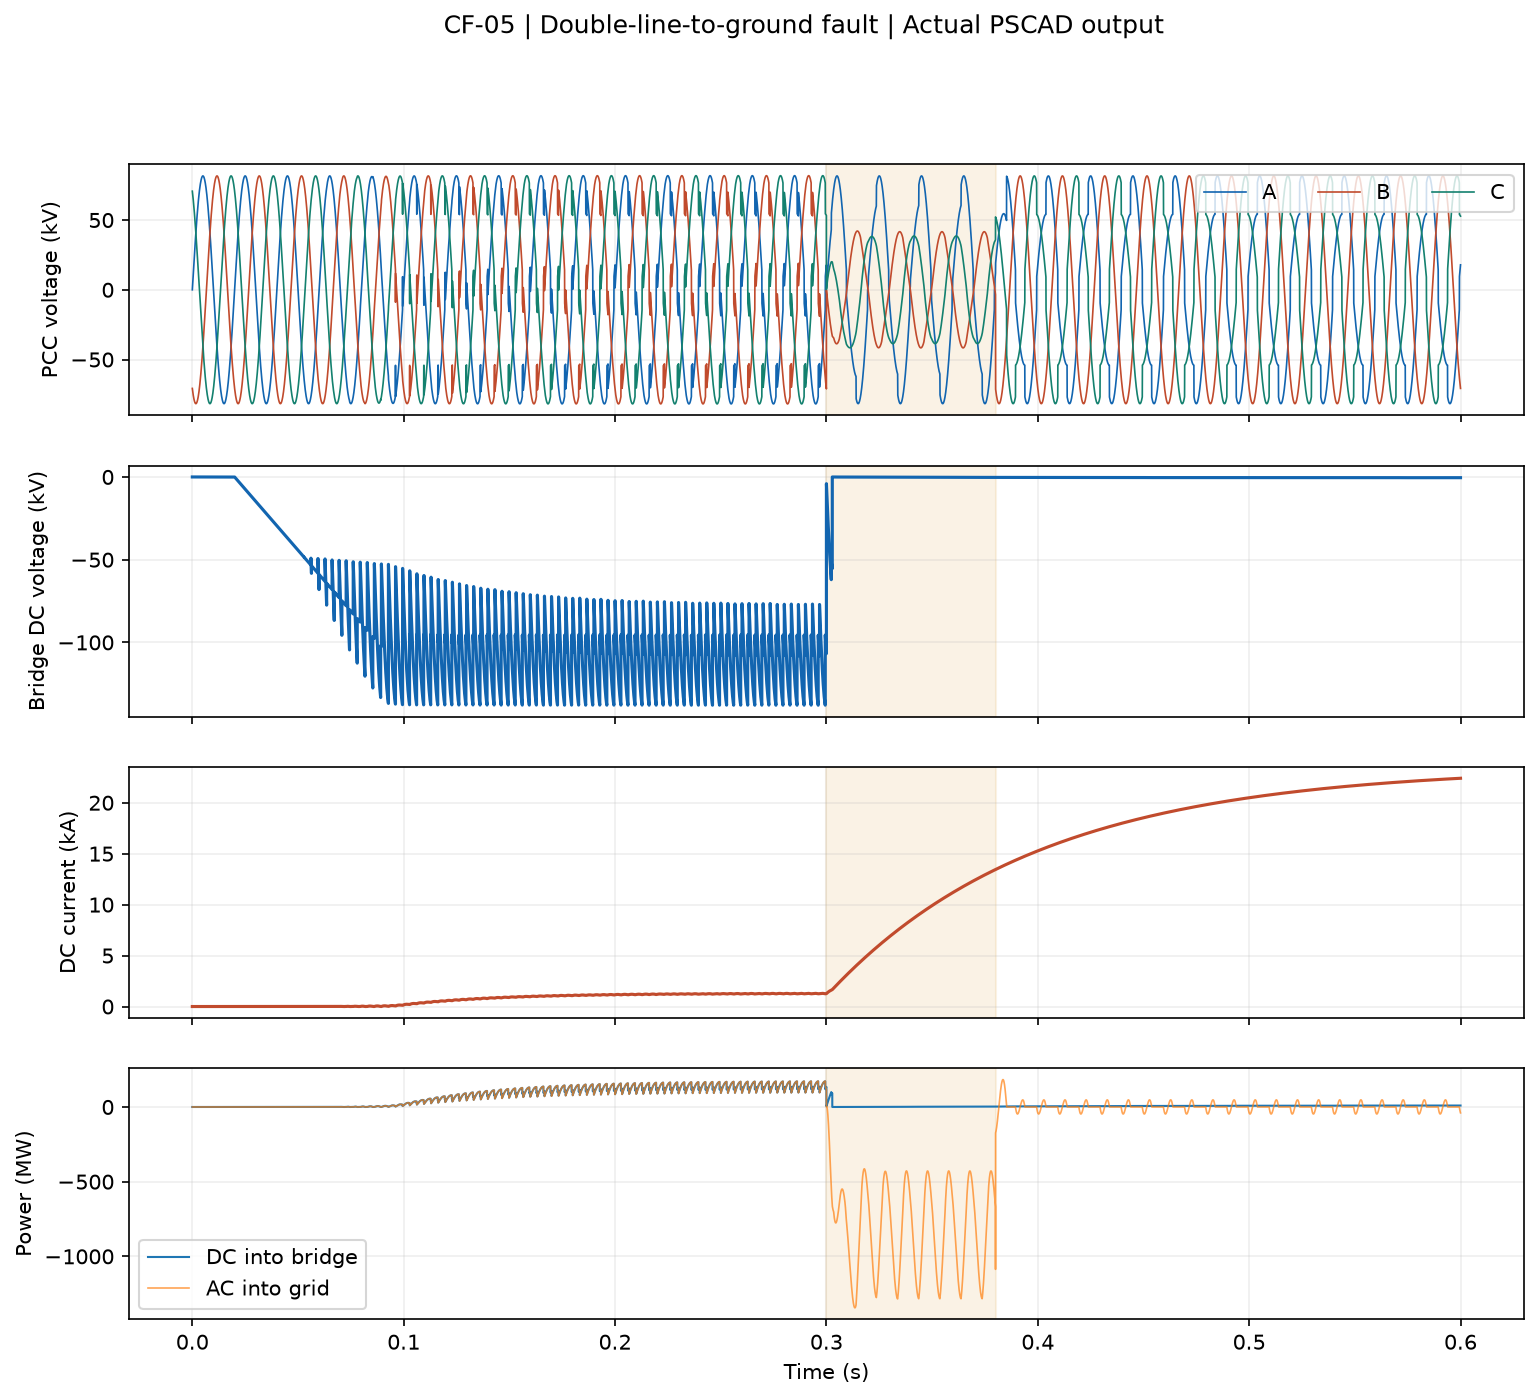 CF-05 | Double-line-to-ground fault | Actual PSCAD output
PCC voltage (kV)
50
0
−50
A B C
Bridge DC voltage (kV)
0
−50
−100
DC current (kA)
20
15
10
5
0
Power (MW)
0
−500
−1000
DC into bridge
AC into grid
0.0 0.1 0.2 0.3 0.4 0.5 0.6
Time (s)